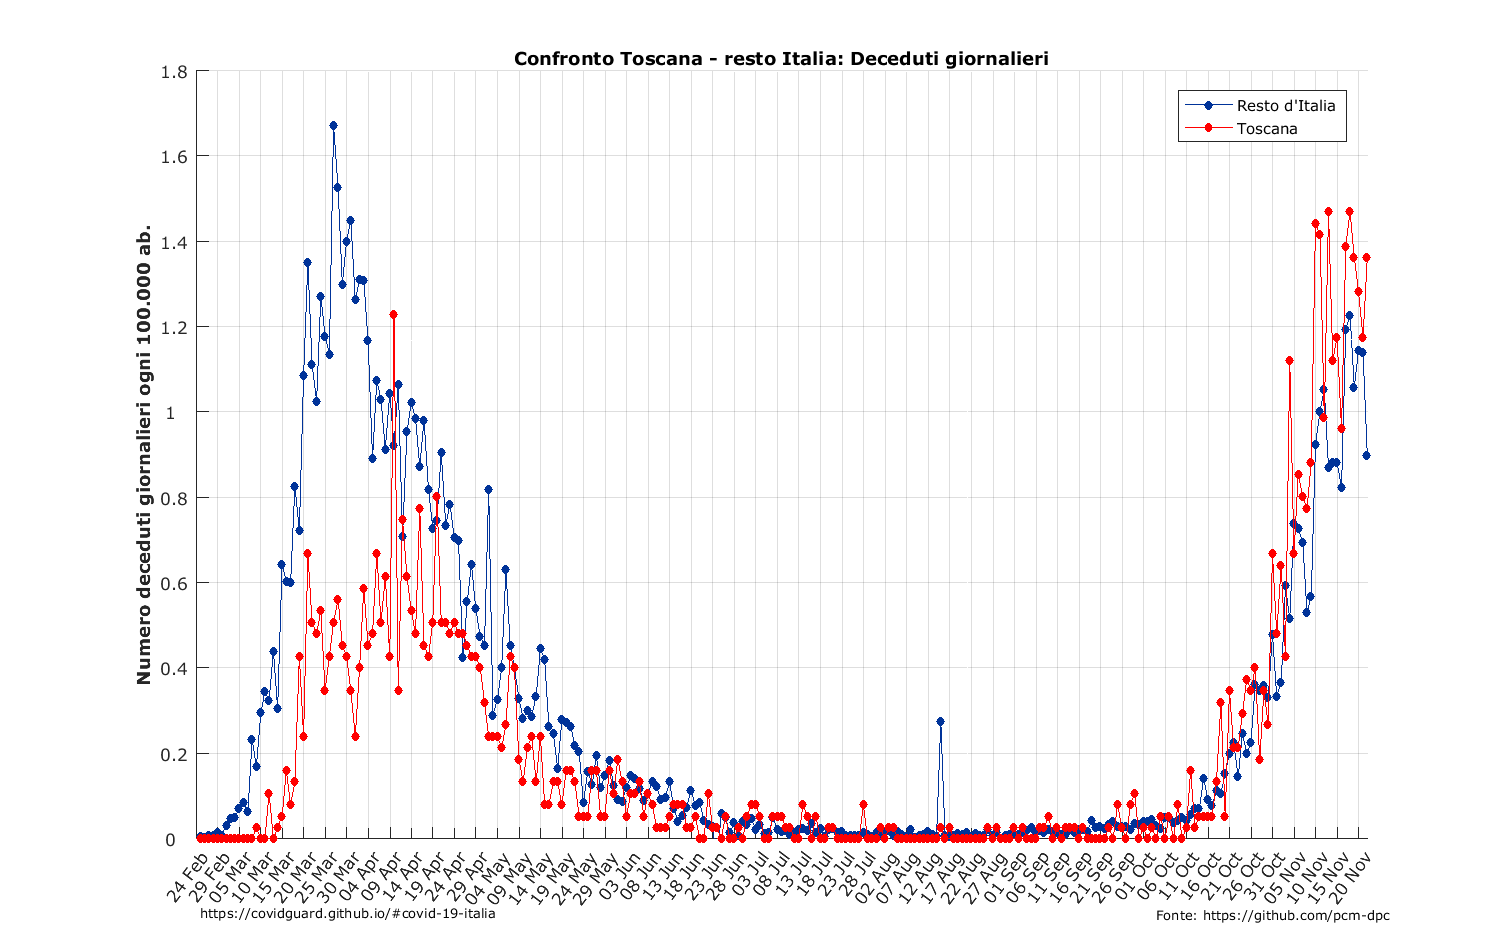 Confronto Toscana - resto Italia: Deceduti giornalieri
Resto d'Italia
Toscana
Numero deceduti giornalieri ogni 100.000 ab.
1.8
1.6
1.4
1.2
1
0.8
0.6
0.4
0.2
0
24 Feb
29 Feb
05 Mar
10 Mar
15 Mar
20 Mar
25 Mar
30 Mar
04 Apr
09 Apr
14 Apr
19 Apr
24 Apr
29 Apr
04 May
09 May
14 May
19 May
24 May
29 May
03 Jun
08 Jun
13 Jun
18 Jun
23 Jun
28 Jun
03 Jul
08 Jul
13 Jul
18 Jul
23 Jul
28 Jul
02 Aug
07 Aug
12 Aug
17 Aug
22 Aug
27 Aug
01 Sep
06 Sep
11 Sep
16 Sep
21 Sep
26 Sep
01 Oct
06 Oct
11 Oct
16 Oct
21 Oct
26 Oct
31 Oct
05 Nov
10 Nov
15 Nov
20 Nov
https://covidguard.github.io/#covid-19-italia
Fonte: https://github.com/pcm-dpc